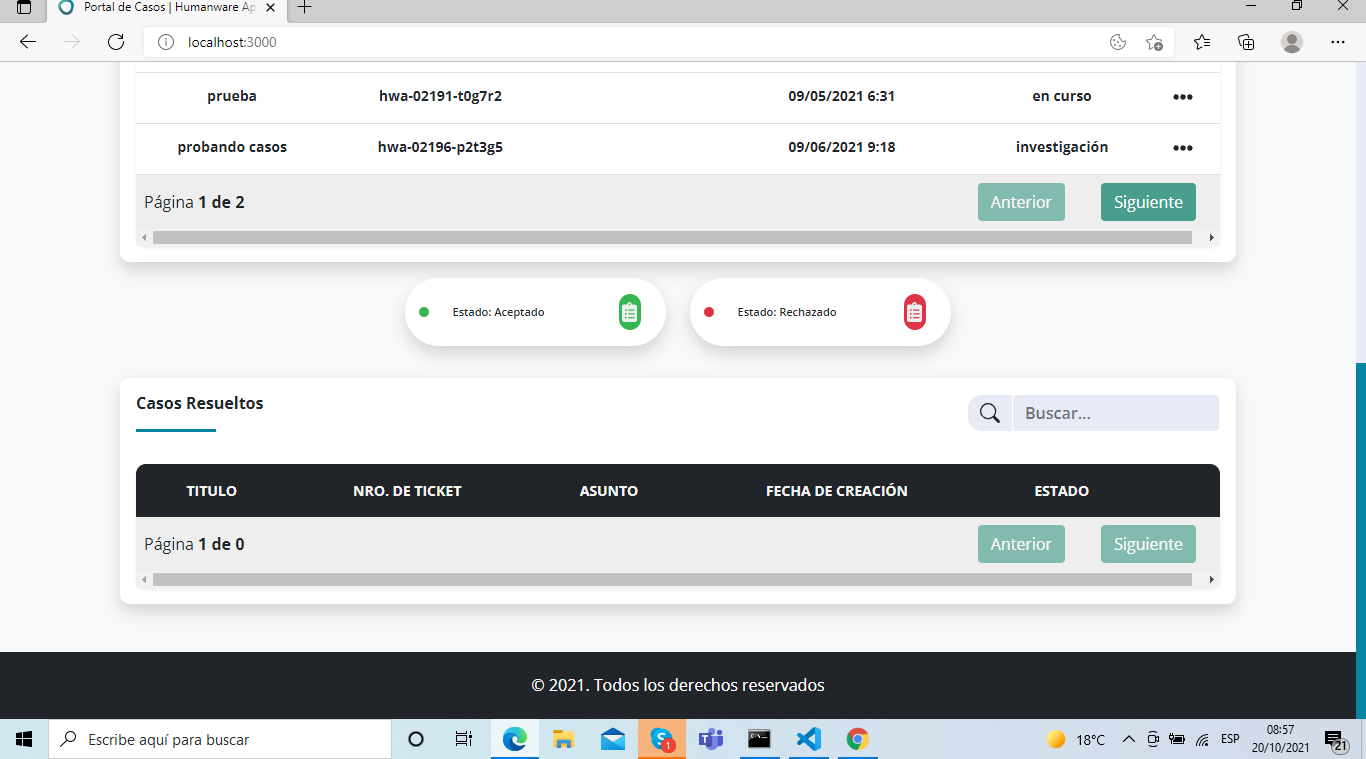 Portal de Casos | Humanware Ap
localhost:3000
prueba hwa-02191-t0g7r2 09/05/2021 6:31 en curso
probando casos hwa-02196-p2t3g5 09/06/2021 9:18 investigación
Página 1 de 2 Anterior Siguiente
Estado: Aceptado Estado: Rechazado
Casos Resueltos Buscar...
TITULO NRO. DE TICKET ASUNTO FECHA DE CREACIÓN ESTADO
Página 1 de 0 Anterior Siguiente
© 2021. Todos los derechos reservados
Escribe aquí para buscar 1 18°C ESP 08:57
20/10/2021 21